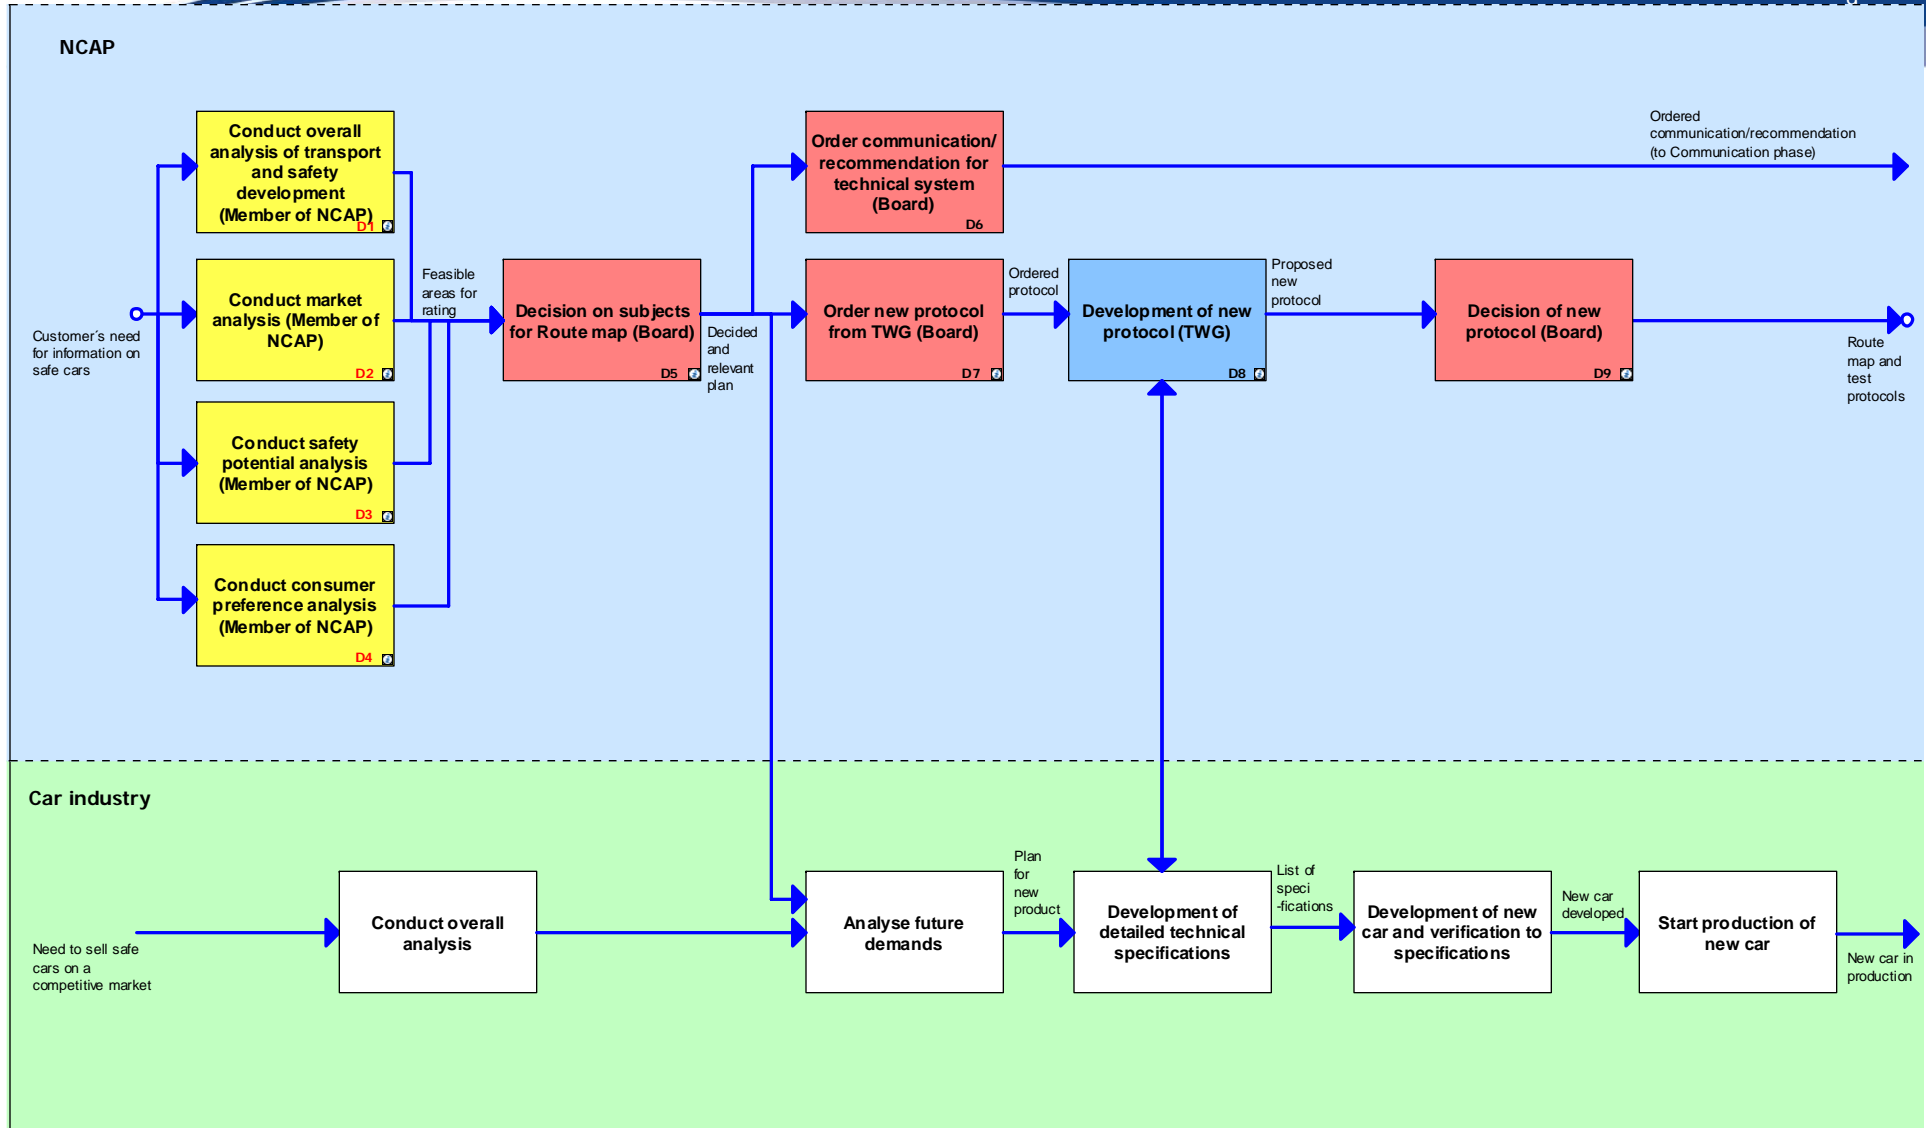 NCAP
Conduct overall
analysis of transport
and safety
development
(Member of NCAP)
D1
Order communication/
recommendation for
technical system
(Board)
D6
Ordered
communication/recommendation
(to Communication phase)
Customer´s need
for information on
safe cars
Conduct market
analysis (Member of
NCAP)
D2
Feasible
areas for
rating
Decision on subjects
for Route map (Board)
D5
Decided
and
relevant
plan
Order new protocol
from TWG (Board)
D7
Ordered
protocol
Development of new
protocol (TWG)
D8
Proposed
new
protocol
Decision of new
protocol (Board)
D9
Route
map and
test
protocols
Conduct safety
potential analysis
(Member of NCAP)
D3
Conduct consumer
preference analysis
(Member of NCAP)
D4
Car industry
Need to sell safe
cars on a
competitive market
Conduct overall
analysis
Analyse future
demands
Plan
for
new
product
Development of
detailed technical
specifications
List of
speci
-fications
Development of new
car and verification to
specifications
New car
developed
Start production of
new car
New car in
production